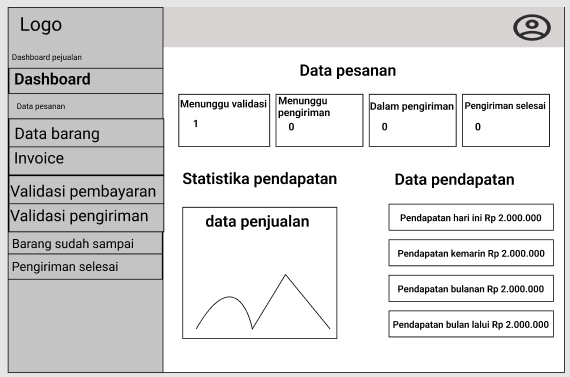 Logo
Dashboard pejualan
Dashboard
Data pesanan
Data barang
Invoice
Validasi pembayaran
Validasi pengiriman
Barang sudah sampai
Pengiriman selesai
Data pesanan
Menunggu validasi
1
Menunggu
pengiriman
0
Dalam pengiriman
0
Pengiriman selesai
0
Statistika pendapatan
data penjualan
Data pendapatan
Pendapatan hari ini Rp 2.000.000
Pendapatan kemarin Rp 2.000.000
Pendapatan bulanan Rp 2.000.000
Pendapatan bulan lalui Rp 2.000.000